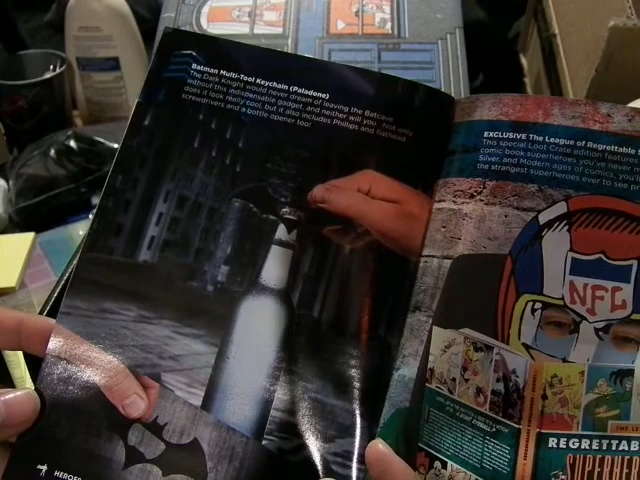 Batman Multi-Tool Keychain (Paladone)
The Dark Knight would never dream of leaving the Batcave
without this indispensable gadget, and neither will you. Not only
does it look really cool, but it also includes Phillips and flathead
screwdrivers and a bottle opener too!
EXCLUSIVE The League of Regrettable
This special Loot Crate edition features
comic book superheroes you've never
Silver, and Modern ages of comics, you'll
the strangest superheroes ever to see
NFL
REGRETTAB
SUPERHE
HEROES